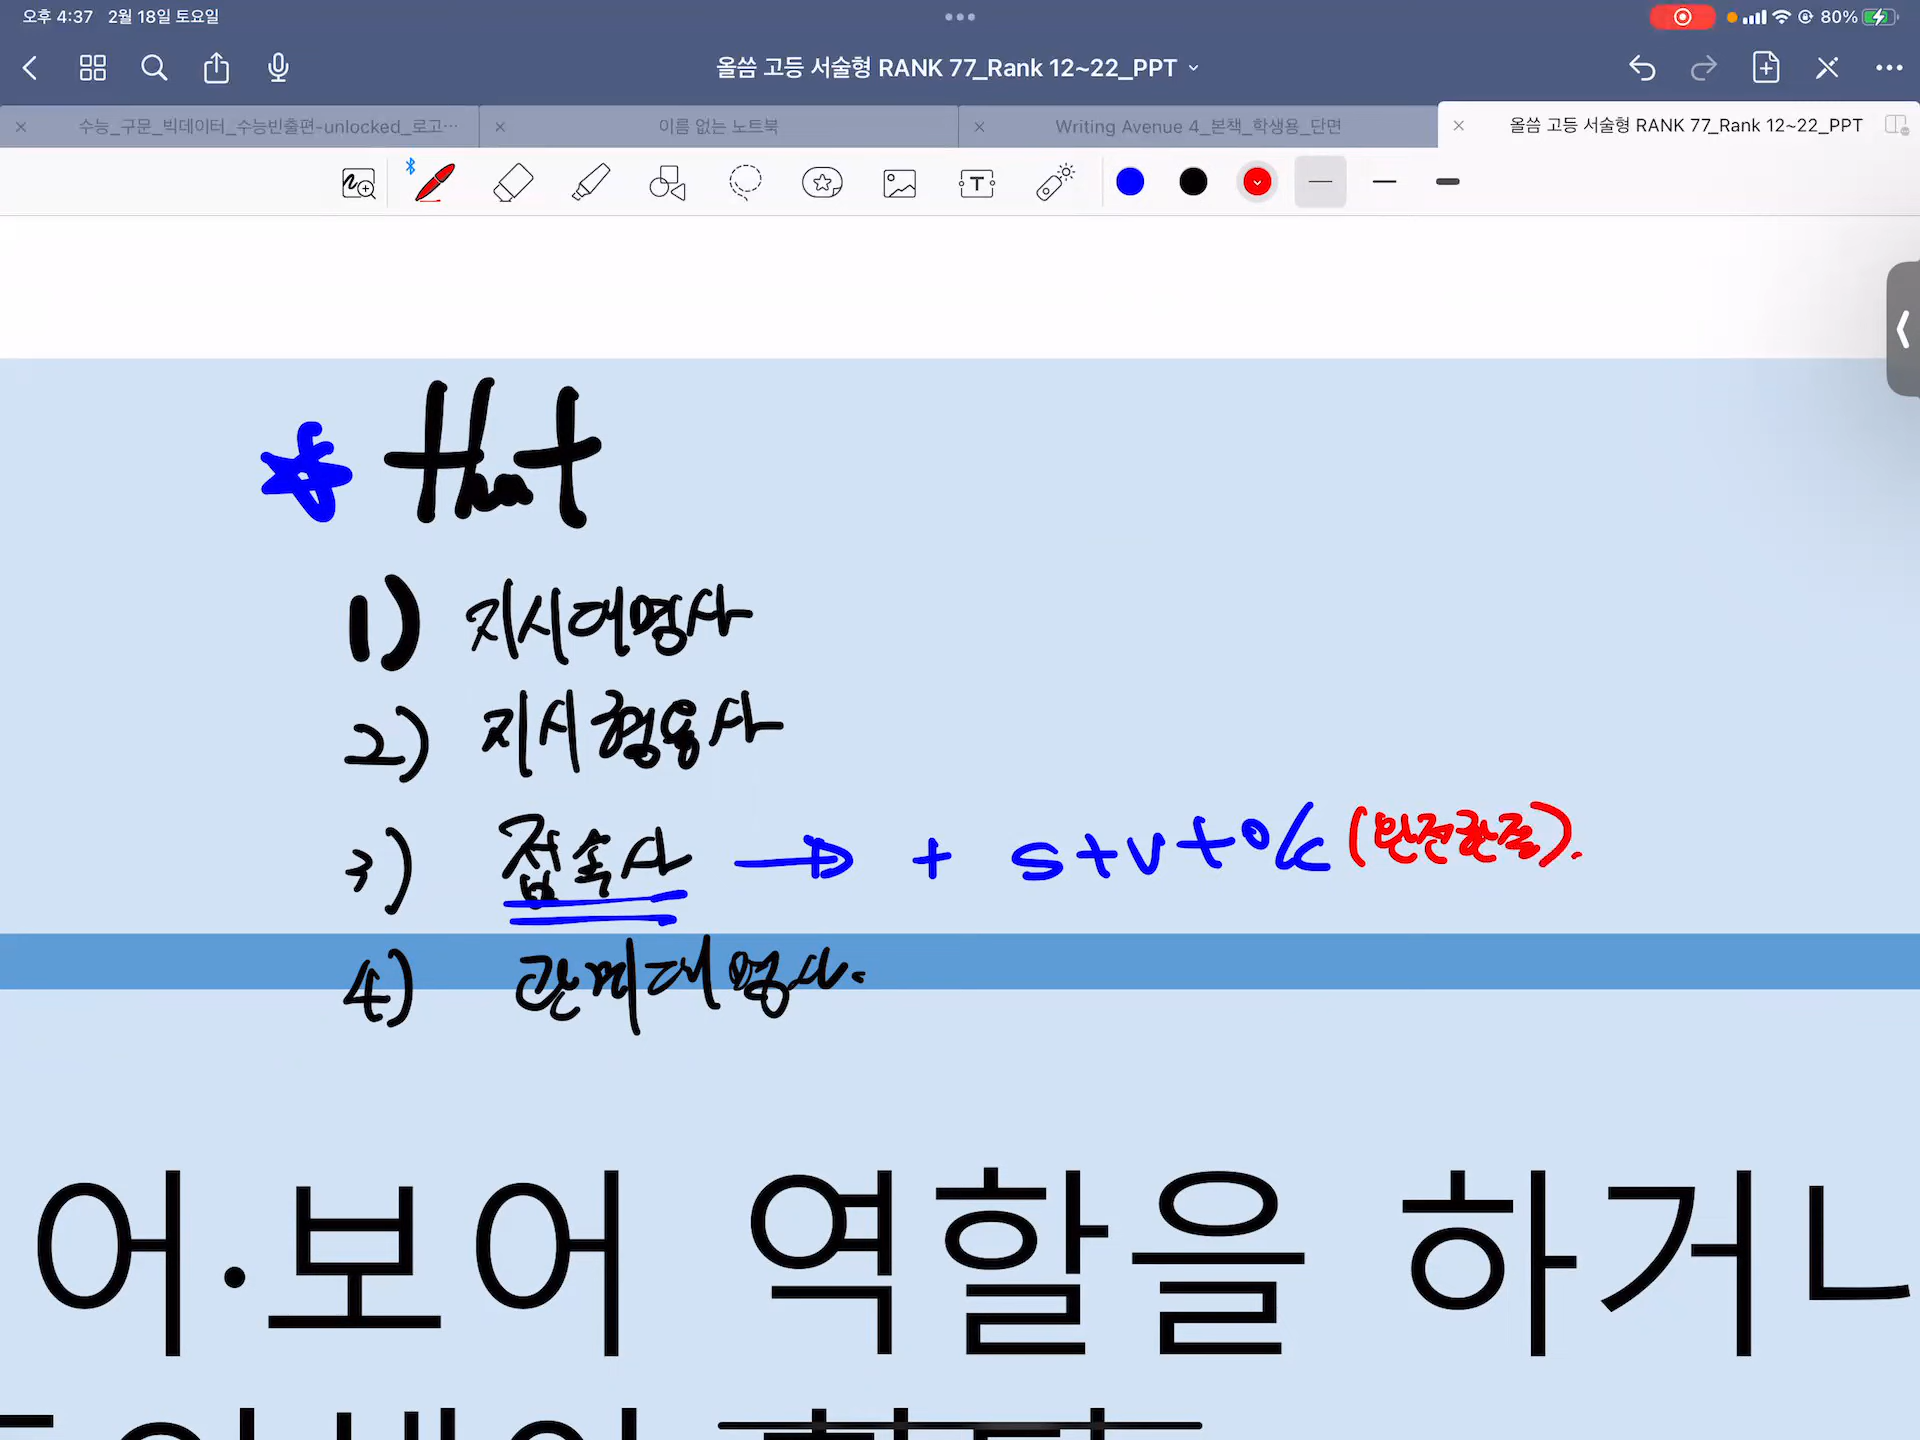 오후 4:37 2월 18일 토요일
80%
올씀 고등 서술형 RANK 77_Rank 12~22_PPT
수능_구문_빅데이터_수능빈출편-unlocked_로고…
이름 없는 노트북
Writing Avenue 4_본책_학생용_단면
올씀 고등 서술형 RANK 77_Rank 12~22_PPT
that
1) 지시대명사
2) 지시형용사
3) 접속사 → + s+v+o/c (완전한절).
4) 관계대명사.
어·보어 역할을 하거나